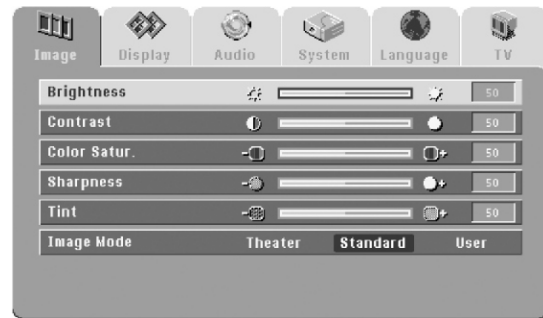 Image Display Audio System Language TV
Brightness 50
Contrast 50
Color Satur. 50
Sharpness 50
Tint 50
Image Mode Theater Standard User